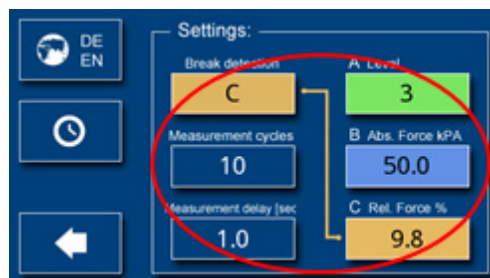 DE
EN
Settings:
Break detection
A Level
C
3
Measurement cycles
B Abs. Force kPA
10
50.0
Measurement delay [sec
C Rel. Force %
1.0
9.8